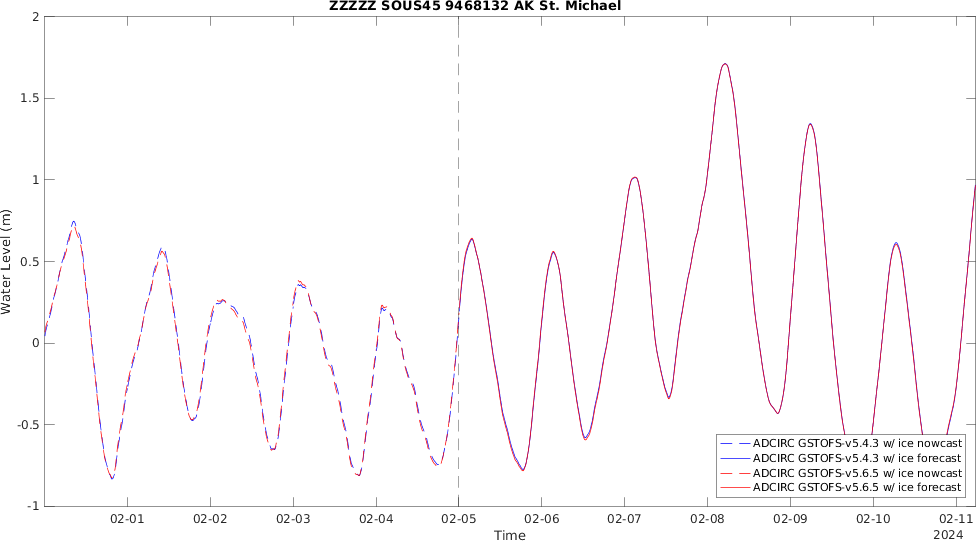 ZZZZZ SOUS45 9468132 AK St. Michael
Water Level (m)
2
1.5
1
0.5
0
-0.5
-1
02-01 02-02 02-03 02-04 02-05 02-06 02-07 02-08 02-09 02-10 02-11
2024
Time
ADCIRC GSTOFS-v5.4.3 w/ ice nowcast
ADCIRC GSTOFS-v5.4.3 w/ ice forecast
ADCIRC GSTOFS-v5.6.5 w/ ice nowcast
ADCIRC GSTOFS-v5.6.5 w/ ice forecast